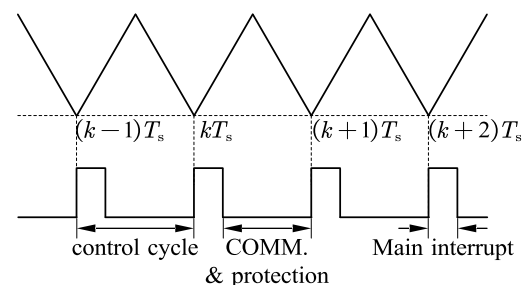 (k − 1)Tₛ kTₛ (k + 1)Tₛ (k + 2)Tₛ
control cycle COMM. Main interrupt
& protection